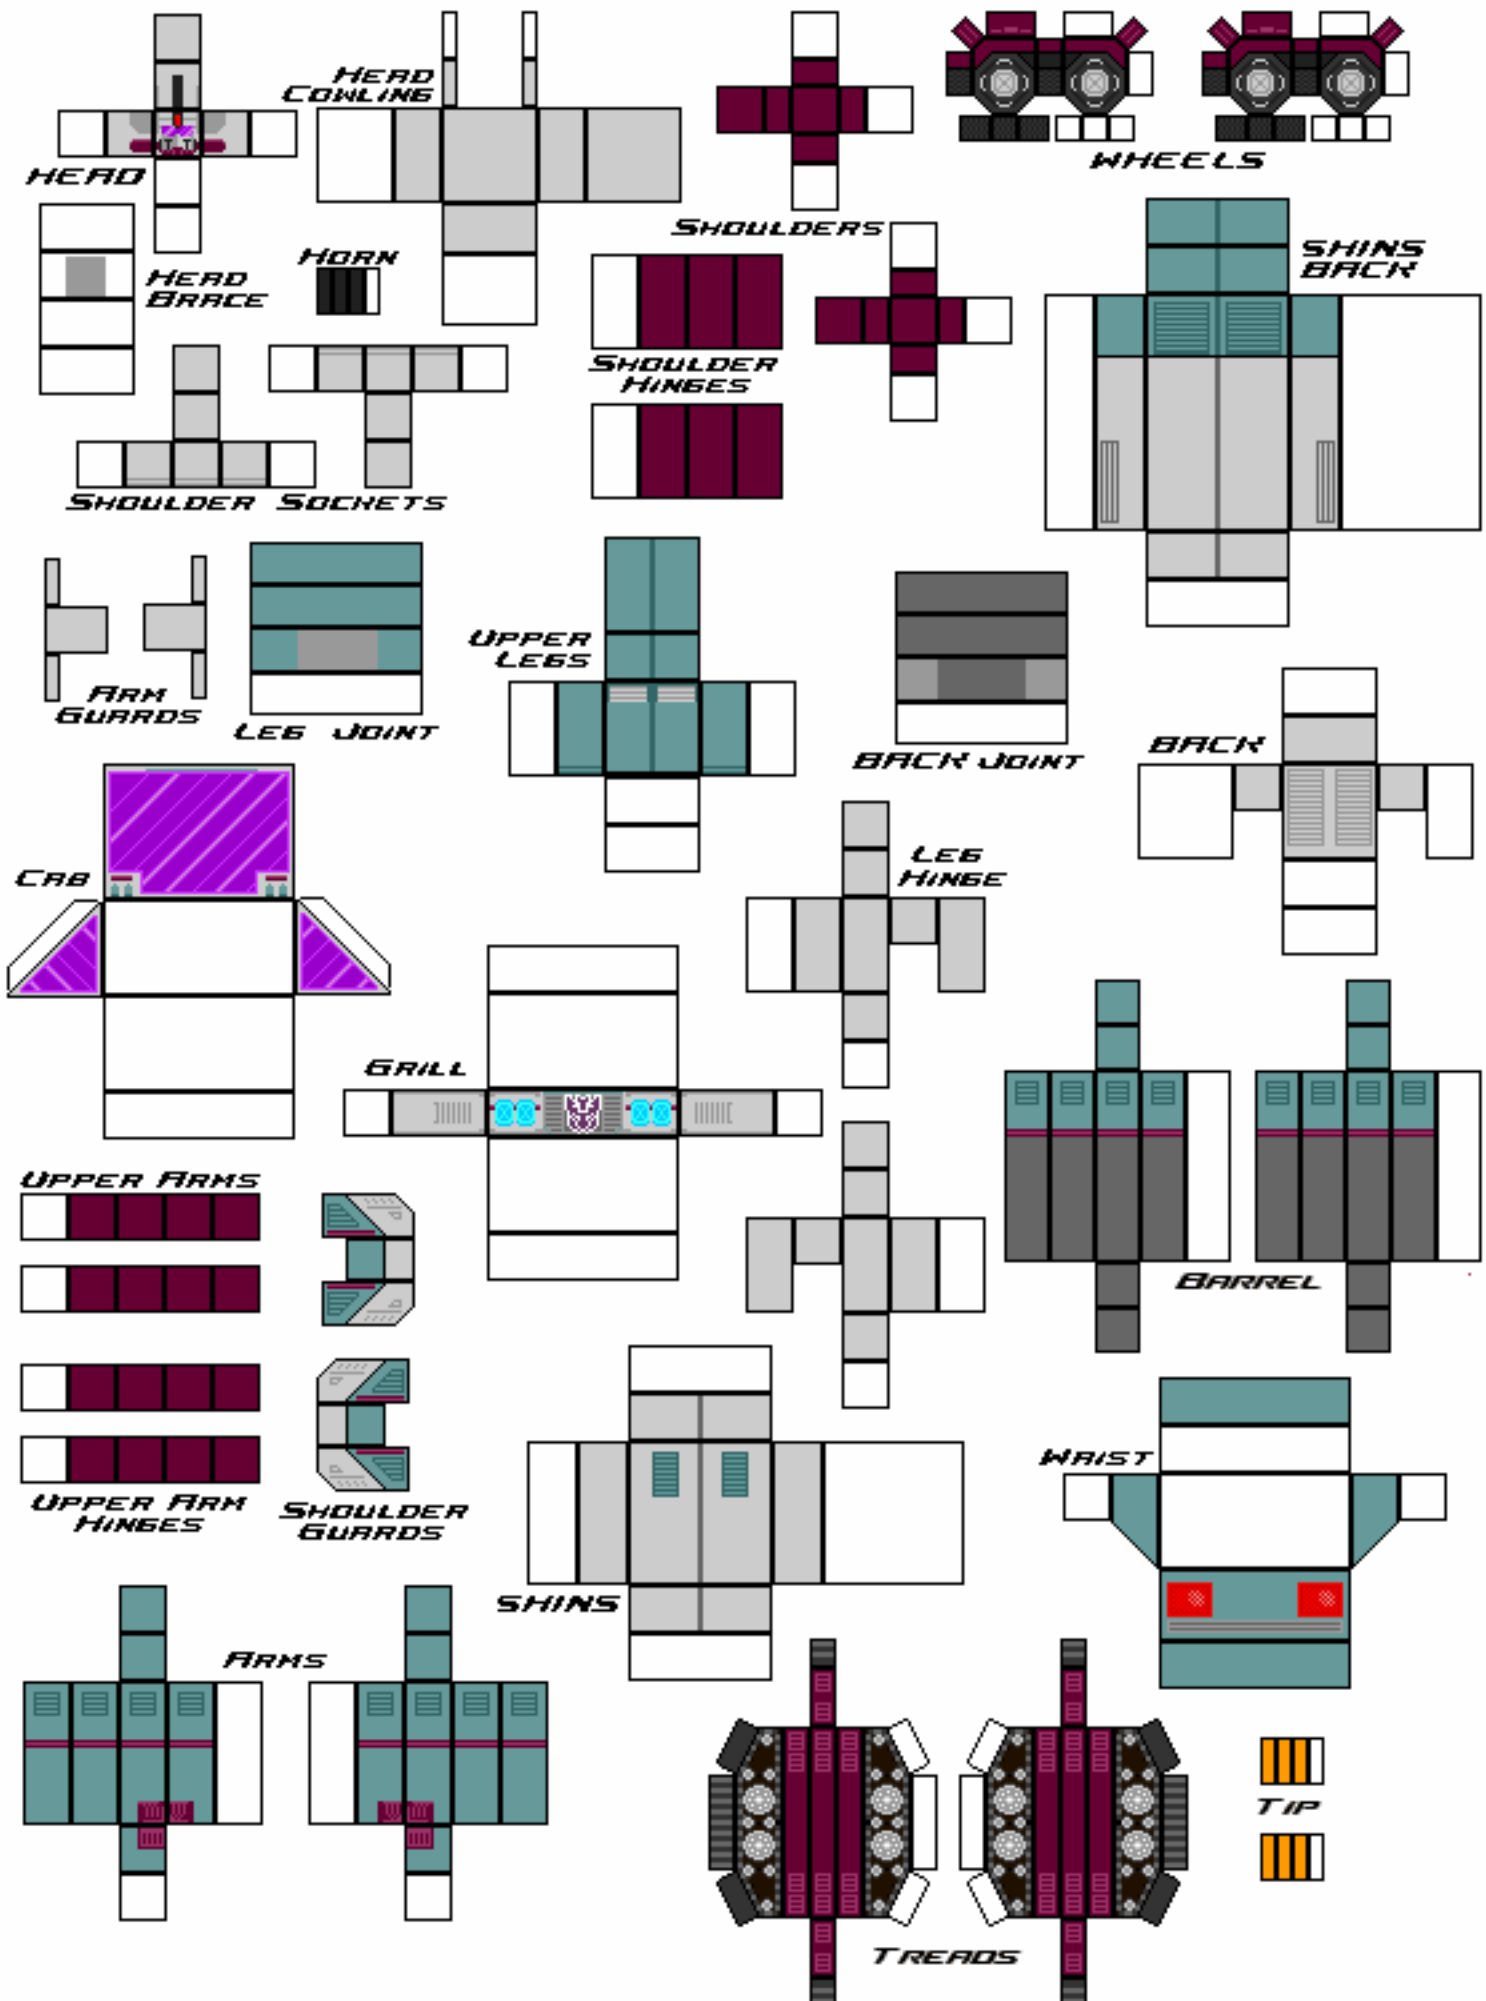 HEAD
COWLING
HEAD
WHEELS
SHOULDERS
HEAD
BRACE
HORN
SHINS
BACK
SHOULDER
HINGES
SHOULDER SOCKETS
UPPER
LEGS
ARM
GUARDS
LEG JOINT
BACK
BACK JOINT
CAB
LEG
HINGE
GRILL
UPPER ARMS
BARREL
WRIST
UPPER ARM
HINGES
SHOULDER
GUARDS
SHINS
ARMS
TIP
TREADS